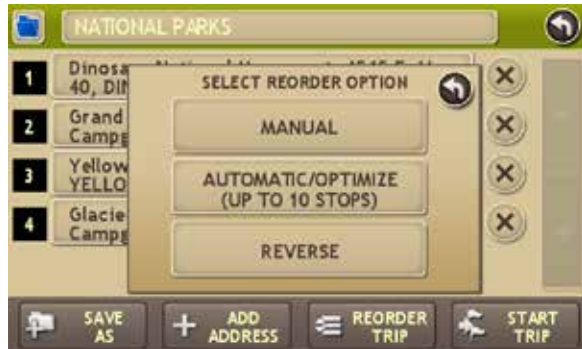 NATIONAL PARKS
SELECT REORDER OPTION
MANUAL
AUTOMATIC/OPTIMIZE
(UP TO 10 STOPS)
REVERSE
1
Dinosa
40, DIN
2
Grand
Campg
3
Yellow
YELLO
4
Glacie
Campg
SAVE
AS
ADD
ADDRESS
REORDER
TRIP
START
TRIP